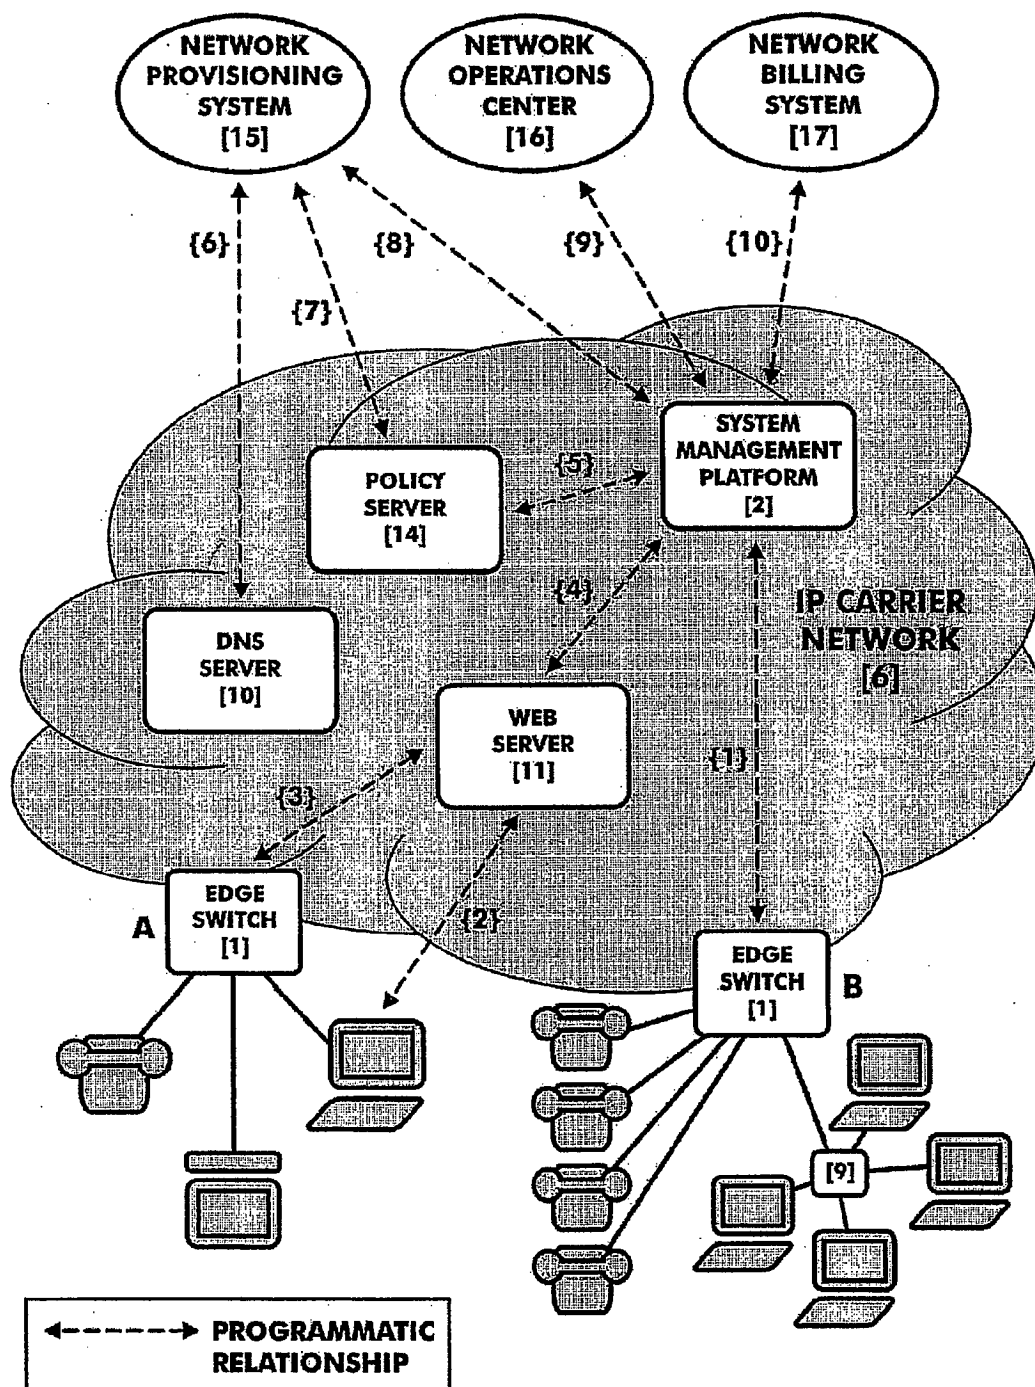 NETWORK
PROVISIONING
SYSTEM
[15]
NETWORK
OPERATIONS
CENTER
[16]
NETWORK
BILLING
SYSTEM
[17]
{6}
{7}
{8}
{9}
{10}
SYSTEM
MANAGEMENT
PLATFORM
[2]
POLICY
SERVER
[14]
{5}
{4}
IP CARRIER
NETWORK
[6]
DNS
SERVER
[10]
WEB
SERVER
[11]
{1}
{3}
{2}
A
EDGE
SWITCH
[1]
EDGE
SWITCH
[1]
B
[9]
PROGRAMMATIC
RELATIONSHIP